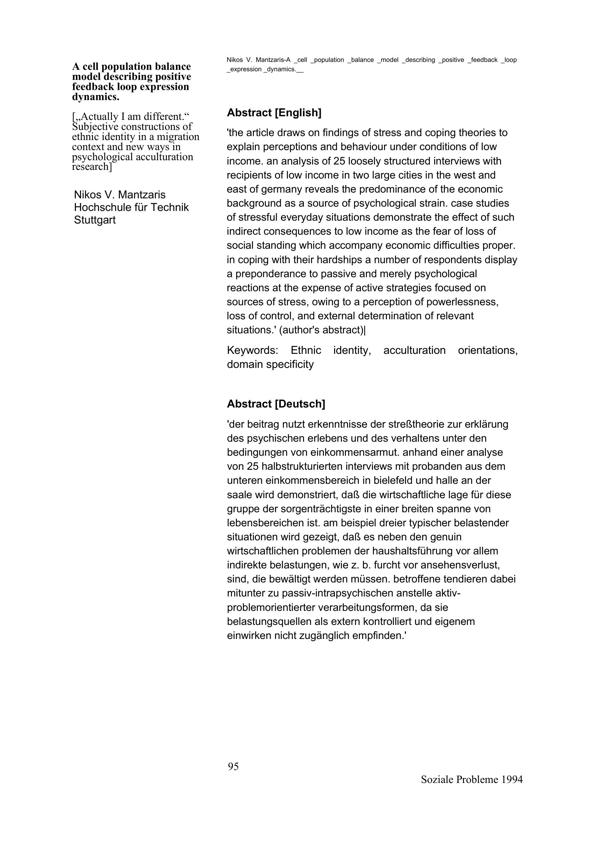 A cell population balance
model describing positive
feedback loop expression
dynamics.
[„Actually I am different.“
Subjective constructions of
ethnic identity in a migration
context and new ways in
psychological acculturation
research]
Nikos V. Mantzaris
Hochschule für Technik
Stuttgart
Nikos V. Mantzaris-A _cell _population _balance _model _describing _positive _feedback _loop
_expression _dynamics.__
Abstract [English]
'the article draws on findings of stress and coping theories to
explain perceptions and behaviour under conditions of low
income. an analysis of 25 loosely structured interviews with
recipients of low income in two large cities in the west and
east of germany reveals the predominance of the economic
background as a source of psychological strain. case studies
of stressful everyday situations demonstrate the effect of such
indirect consequences to low income as the fear of loss of
social standing which accompany economic difficulties proper.
in coping with their hardships a number of respondents display
a preponderance to passive and merely psychological
reactions at the expense of active strategies focused on
sources of stress, owing to a perception of powerlessness,
loss of control, and external determination of relevant
situations.' (author's abstract)|
Keywords: Ethnic identity, acculturation orientations,
domain specificity
Abstract [Deutsch]
'der beitrag nutzt erkenntnisse der streßtheorie zur erklärung
des psychischen erlebens und des verhaltens unter den
bedingungen von einkommensarmut. anhand einer analyse
von 25 halbstrukturierten interviews mit probanden aus dem
unteren einkommensbereich in bielefeld und halle an der
saale wird demonstriert, daß die wirtschaftliche lage für diese
gruppe der sorgenträchtigste in einer breiten spanne von
lebensbereichen ist. am beispiel dreier typischer belastender
situationen wird gezeigt, daß es neben den genuin
wirtschaftlichen problemen der haushaltsführung vor allem
indirekte belastungen, wie z. b. furcht vor ansehensverlust,
sind, die bewältigt werden müssen. betroffene tendieren dabei
mitunter zu passiv-intrapsychischen anstelle aktiv-
problemorientierter verarbeitungsformen, da sie
belastungsquellen als extern kontrolliert und eigenem
einwirken nicht zugänglich empfinden.'
95
Soziale Probleme 1994